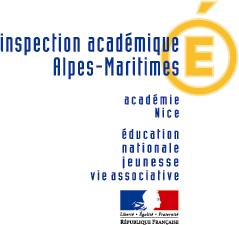 inspection académique
Alpes-Maritimes
É
académie
Nice
éducation
nationale
jeunesse
vie associative
Liberté • Égalité • Fraternité
RÉPUBLIQUE FRANÇAISE